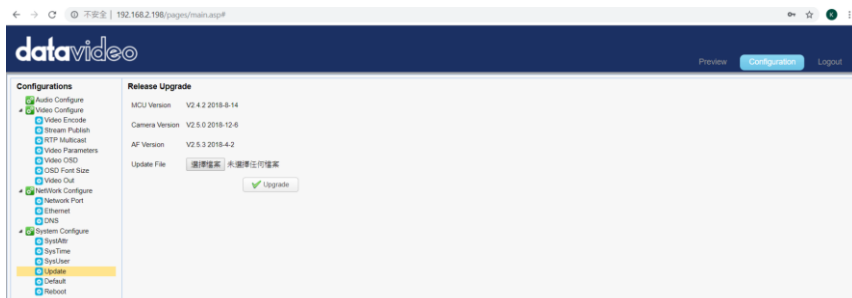 不安全 | 192.168.2.198/pages/main.asp#
K
datavideo
Preview Configuration Logout
Configurations
Audio Configure
Video Configure
Video Encode
Stream Publish
RTP Multicast
Video Parameters
Video OSD
OSD Font Size
Video Out
NetWork Configure
Network Port
Ethernet
DNS
System Configure
SystAttr
SysTime
SysUser
Update
Default
Reboot
Release Upgrade
MCU Version V2.4.2 2018-8-14
Camera Version V2.5.0 2018-12-6
AF Version V2.5.3 2018-4-2
Update File 選擇檔案 未選擇任何檔案
Upgrade